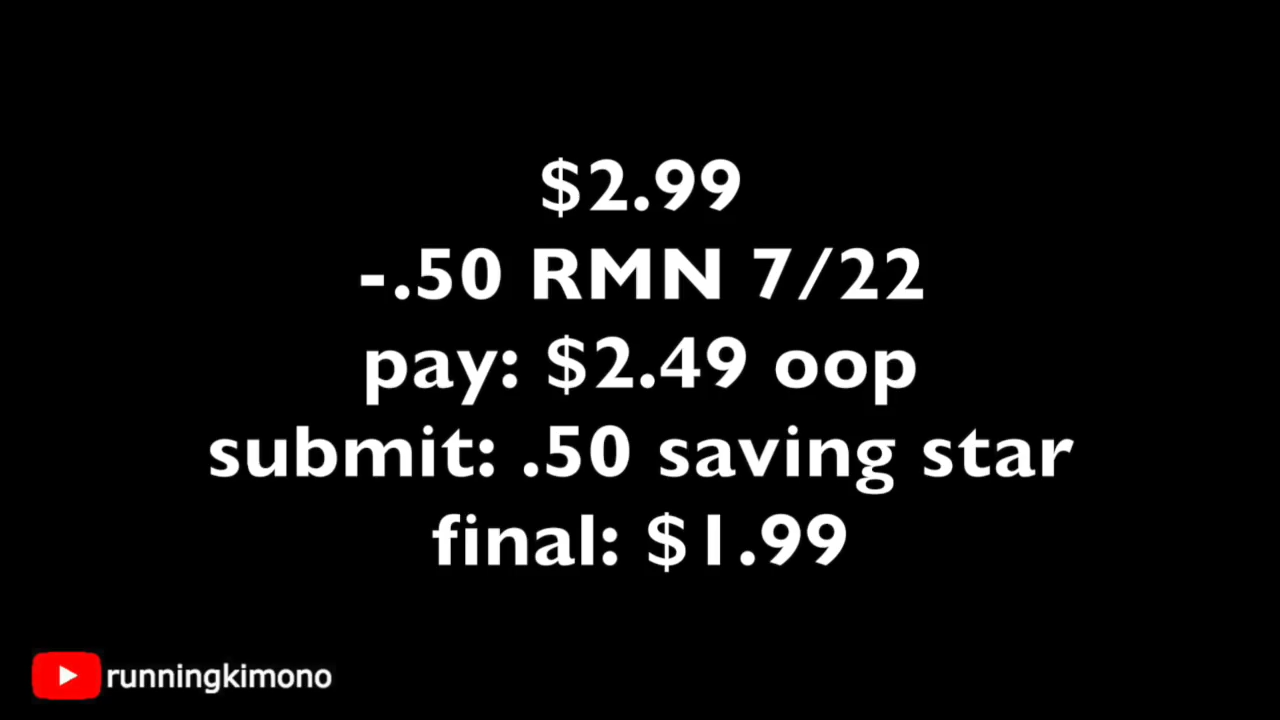 $2.99
-.50 RMN 7/22
pay: $2.49 oop
submit: .50 saving star
final: $1.99
runningkimono